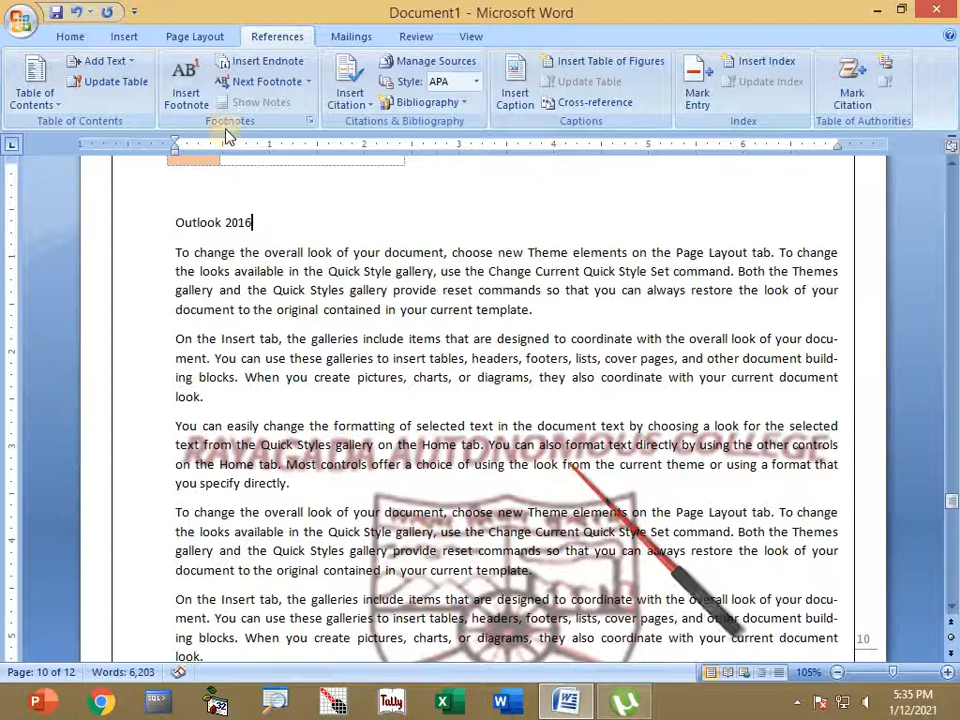 Document1 - Microsoft Word
Home Insert Page Layout References Mailings Review View
Table of Contents
Add Text
Update Table
Table of Contents
AB1
Insert Footnote
Insert Endnote
Next Footnote
Show Notes
Footnotes
Insert Citation
Manage Sources
Style: APA
Bibliography
Citations & Bibliography
Insert Caption
Insert Table of Figures
Update Table
Cross-reference
Captions
Mark Entry
Insert Index
Update Index
Index
Mark Citation
Table of Authorities
1 1 2 3 4 5 6
Outlook 2016
To change the overall look of your document, choose new Theme elements on the Page Layout tab. To change
the looks available in the Quick Style gallery, use the Change Current Quick Style Set command. Both the Themes
gallery and the Quick Styles gallery provide reset commands so that you can always restore the look of your
document to the original contained in your current template.
On the Insert tab, the galleries include items that are designed to coordinate with the overall look of your docu-
ment. You can use these galleries to insert tables, headers, footers, lists, cover pages, and other document build-
ing blocks. When you create pictures, charts, or diagrams, they also coordinate with your current document
look.
You can easily change the formatting of selected text in the document text by choosing a look for the selected
text from the Quick Styles gallery on the Home tab. You can also format text directly by using the other controls
RAYAGADA AUTONOMOUS COLLEGE
on the Home tab. Most controls offer a choice of using the look from the current theme or using a format that
you specify directly.
To change the overall look of your document, choose new Theme elements on the Page Layout tab. To change
the looks available in the Quick Style gallery, use the Change Current Quick Style Set command. Both the Themes
gallery and the Quick Styles gallery provide reset commands so that you can always restore the look of your
document to the original contained in your current template.
On the Insert tab, the galleries include items that are designed to coordinate with the overall look of your docu-
ment. You can use these galleries to insert tables, headers, footers, lists, cover pages, and other document build-
ing blocks. When you create pictures, charts, or diagrams, they also coordinate with your current document
10
look.
Page: 10 of 12 Words: 6,203 105%
SQL> 32 Tally
5:35 PM
1/12/2021